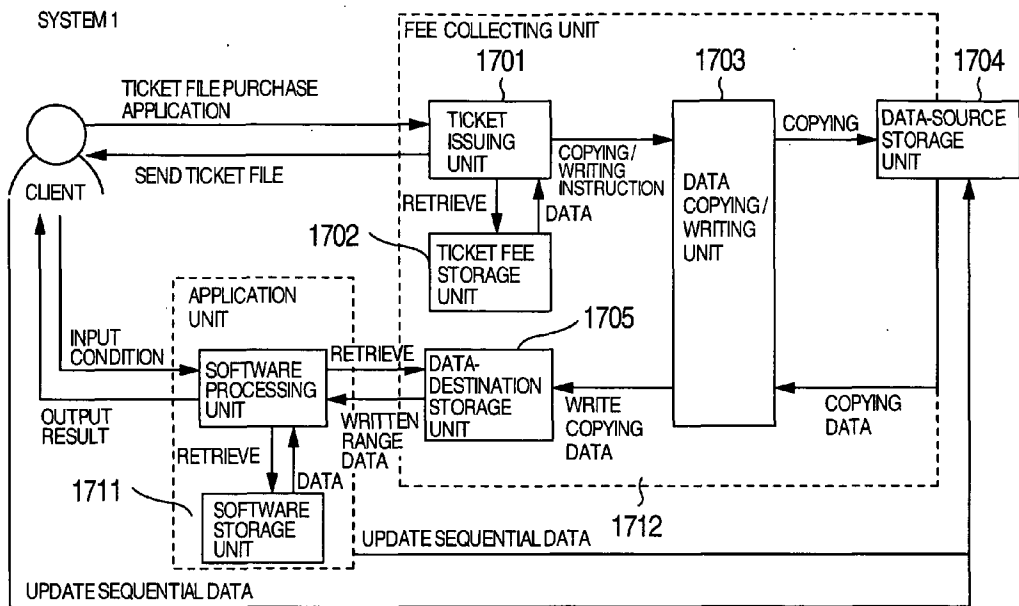 SYSTEM 1
FEE COLLECTING UNIT
1701
1703
1704
TICKET FILE PURCHASE
APPLICATION
TICKET
ISSUING
UNIT
COPYING
DATA-SOURCE
STORAGE
UNIT
SEND TICKET FILE
COPYING/
WRITING
INSTRUCTION
DATA
COPYING/
WRITING
UNIT
CLIENT
RETRIEVE
DATA
1702
TICKET FEE
STORAGE
UNIT
APPLICATION
UNIT
1705
INPUT
CONDITION
SOFTWARE
PROCESSING
UNIT
RETRIEVE
DATA-
DESTINATION
STORAGE
UNIT
OUTPUT
RESULT
WRITTEN
RANGE
DATA
WRITE
COPYING
DATA
COPYING
DATA
RETRIEVE
DATA
1711
SOFTWARE
STORAGE
UNIT
1712
UPDATE SEQUENTIAL DATA
UPDATE SEQUENTIAL DATA